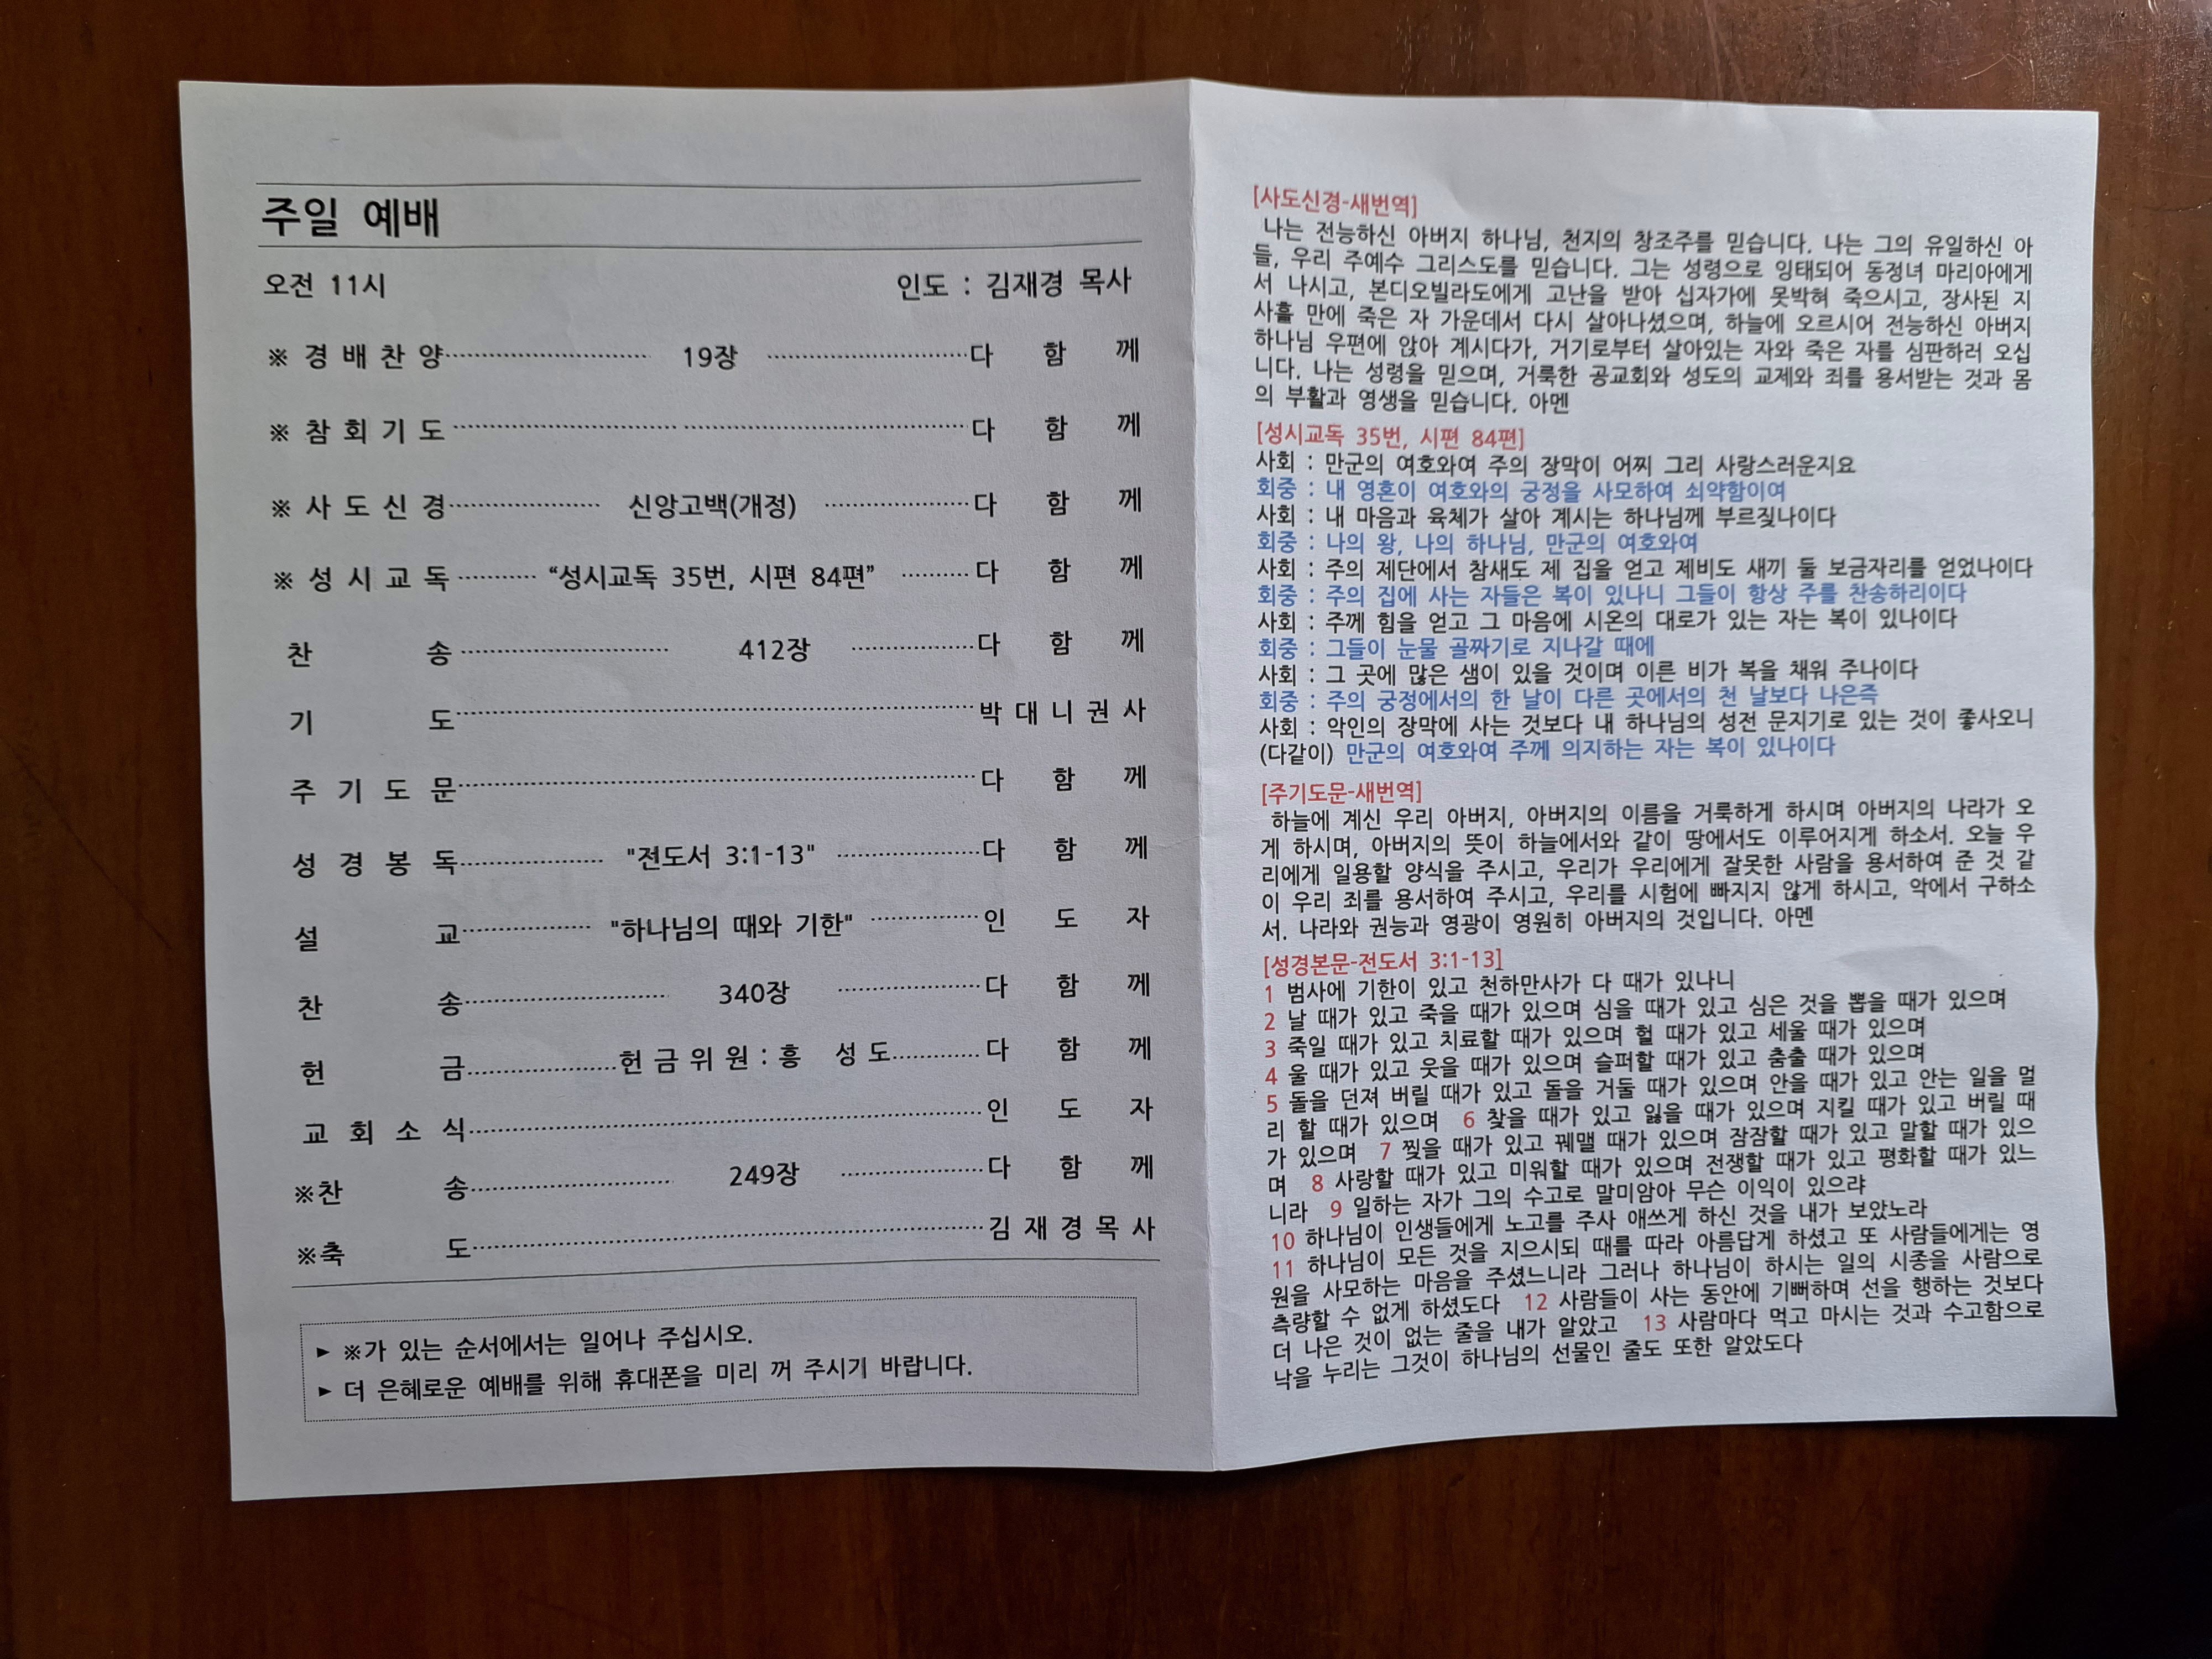 주일 예배
오전 11시 인도 : 김재경 목사
※ 경 배 찬 양 19장 다 함 께
※ 참 회 기 도 다 함 께
※ 사 도 신 경 신앙고백(개정) 다 함 께
※ 성 시 교 독 “성시교독 35번, 시편 84편” 다 함 께
찬 송 412장 다 함 께
기 도 박 대 니 권 사
주 기 도 문 다 함 께
성 경 봉 독 "전도서 3:1-13" 다 함 께
설 교 "하나님의 때와 기한" 인 도 자
찬 송 340장 다 함 께
헌 금 헌 금 위 원 : 흥 성 도 다 함 께
교 회 소 식 인 도 자
※찬 송 249장 다 함 께
※축 도 김 재 경 목 사
► ※가 있는 순서에서는 일어나 주십시오.
► 더 은혜로운 예배를 위해 휴대폰을 미리 꺼 주시기 바랍니다.
[사도신경-새번역]
나는 전능하신 아버지 하나님, 천지의 창조주를 믿습니다. 나는 그의 유일하신 아
들, 우리 주예수 그리스도를 믿습니다. 그는 성령으로 잉태되어 동정녀 마리아에게
서 나시고, 본디오빌라도에게 고난을 받아 십자가에 못박혀 죽으시고, 장사된 지
사흘 만에 죽은 자 가운데서 다시 살아나셨으며, 하늘에 오르시어 전능하신 아버지
하나님 우편에 앉아 계시다가, 거기로부터 살아있는 자와 죽은 자를 심판하러 오십
니다. 나는 성령을 믿으며, 거룩한 공교회와 성도의 교제와 죄를 용서받는 것과 몸
의 부활과 영생을 믿습니다. 아멘
[성시교독 35번, 시편 84편]
사회 : 만군의 여호와여 주의 장막이 어찌 그리 사랑스러운지요
회중 : 내 영혼이 여호와의 궁정을 사모하여 쇠약함이여
사회 : 내 마음과 육체가 살아 계시는 하나님께 부르짖나이다
회중 : 나의 왕, 나의 하나님, 만군의 여호와여
사회 : 주의 제단에서 참새도 제 집을 얻고 제비도 새끼 둘 보금자리를 얻었나이다
회중 : 주의 집에 사는 자들은 복이 있나니 그들이 항상 주를 찬송하리이다
사회 : 주께 힘을 얻고 그 마음에 시온의 대로가 있는 자는 복이 있나이다
회중 : 그들이 눈물 골짜기로 지나갈 때에
사회 : 그 곳에 많은 샘이 있을 것이며 이른 비가 복을 채워 주나이다
회중 : 주의 궁정에서의 한 날이 다른 곳에서의 천 날보다 나은즉
사회 : 악인의 장막에 사는 것보다 내 하나님의 성전 문지기로 있는 것이 좋사오니
(다같이) 만군의 여호와여 주께 의지하는 자는 복이 있나이다
[주기도문-새번역]
하늘에 계신 우리 아버지, 아버지의 이름을 거룩하게 하시며 아버지의 나라가 오
게 하시며, 아버지의 뜻이 하늘에서와 같이 땅에서도 이루어지게 하소서. 오늘 우
리에게 일용할 양식을 주시고, 우리가 우리에게 잘못한 사람을 용서하여 준 것 같
이 우리 죄를 용서하여 주시고, 우리를 시험에 빠지지 않게 하시고, 악에서 구하소
서. 나라와 권능과 영광이 영원히 아버지의 것입니다. 아멘
[성경본문-전도서 3:1-13]
1 범사에 기한이 있고 천하만사가 다 때가 있나니
2 날 때가 있고 죽을 때가 있으며 심을 때가 있고 심은 것을 뽑을 때가 있으며
3 죽일 때가 있고 치료할 때가 있으며 헐 때가 있고 세울 때가 있으며
4 울 때가 있고 웃을 때가 있으며 슬퍼할 때가 있고 춤출 때가 있으며
5 돌을 던져 버릴 때가 있고 돌을 거둘 때가 있으며 안을 때가 있고 안는 일을 멀
리 할 때가 있으며 6 찾을 때가 있고 잃을 때가 있으며 지킬 때가 있고 버릴 때
가 있으며 7 찢을 때가 있고 꿰맬 때가 있으며 잠잠할 때가 있고 말할 때가 있으
며 8 사랑할 때가 있고 미워할 때가 있으며 전쟁할 때가 있고 평화할 때가 있느
니라 9 일하는 자가 그의 수고로 말미암아 무슨 이익이 있으랴
10 하나님이 인생들에게 노고를 주사 애쓰게 하신 것을 내가 보았노라
11 하나님이 모든 것을 지으시되 때를 따라 아름답게 하셨고 또 사람들에게는 영
원을 사모하는 마음을 주셨느니라 그러나 하나님이 하시는 일의 시종을 사람으로
측량할 수 없게 하셨도다 12 사람들이 사는 동안에 기뻐하며 선을 행하는 것보다
더 나은 것이 없는 줄을 내가 알았고 13 사람마다 먹고 마시는 것과 수고함으로
낙을 누리는 그것이 하나님의 선물인 줄도 또한 알았도다